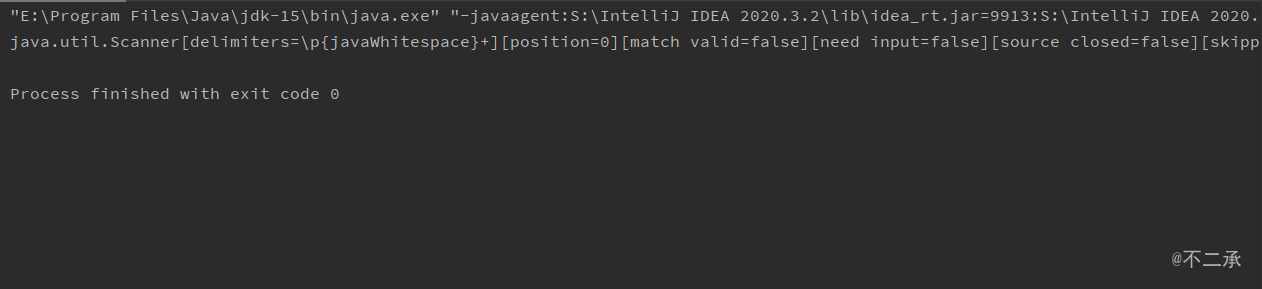 "E:\Program Files\Java\jdk-15\bin\java.exe" "-javaagent:S:\IntelliJ IDEA 2020.3.2\lib\idea_rt.jar=9913:S:\IntelliJ IDEA 2020.
java.util.Scanner[delimiters=\p{javaWhitespace}+][position=0][match valid=false][need input=false][source closed=false][skipp
Process finished with exit code 0
@不二承